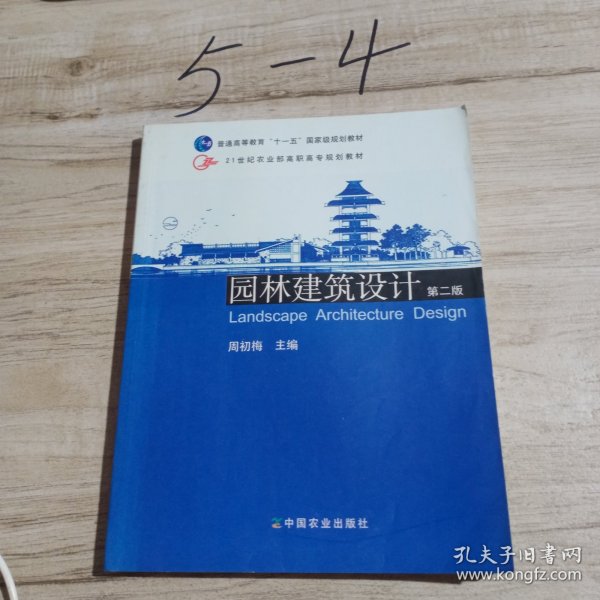 5-4
普通高等教育“十一五”国家级规划教材
21世纪农业部高职高专规划教材
园林建筑设计 第二版
Landscape Architecture Design
周初梅 主编
中国农业出版社
孔夫子旧书网
www.kongfz.com